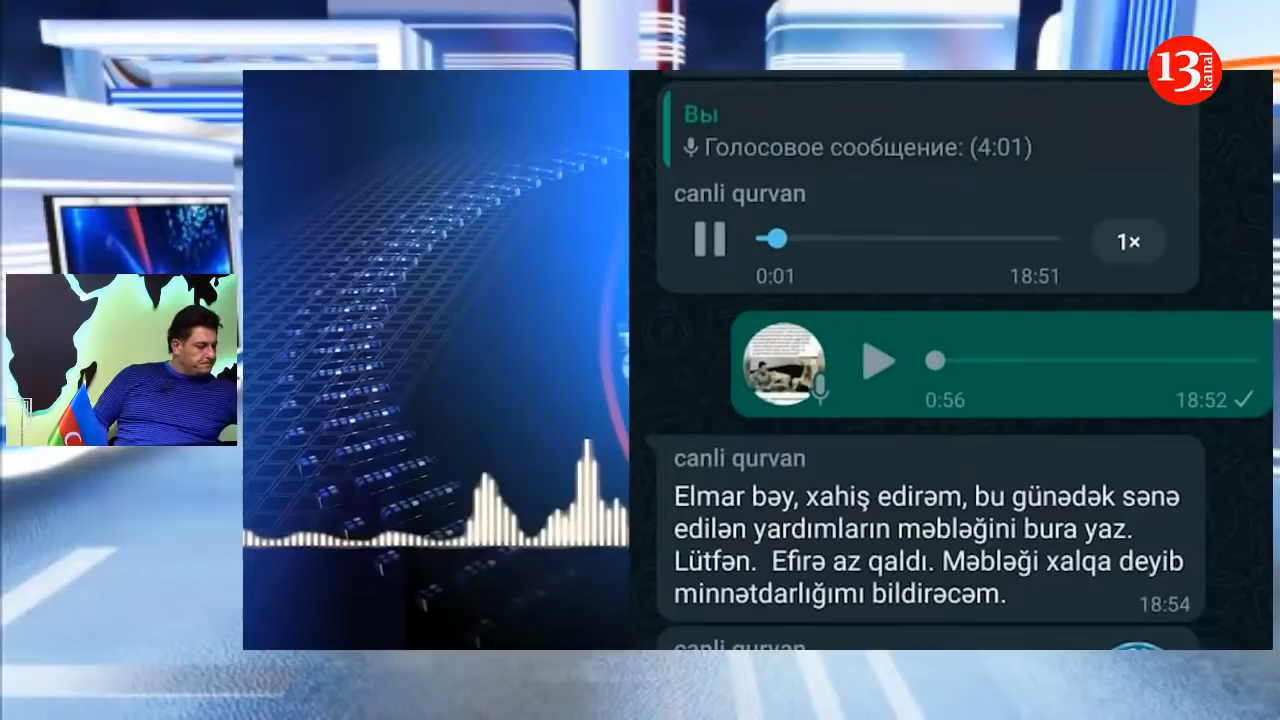 13
kanal
Вы
Голосовое сообщение: (4:01)
canli qurvan
1×
0:01
18:51
0:56
18:52
canli qurvan
Elmar bəy, xahiş edirəm, bu günədək sənə
edilən yardımların məbləğini bura yaz.
Lütfən. Efirə az qaldı. Məbləği xalqa deyib
minnətdarlığımı bildirəcəm.
18:54
canli qurvan